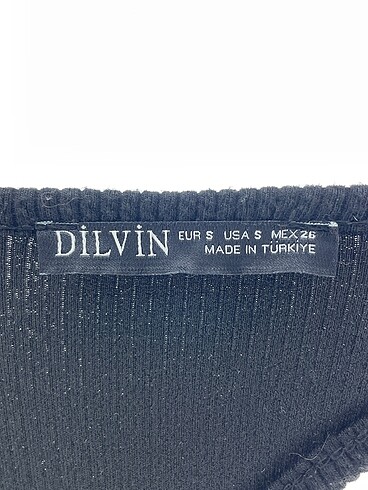 DİLVİN EUR S USA S MEX 26
MADE IN TÜRKİYE